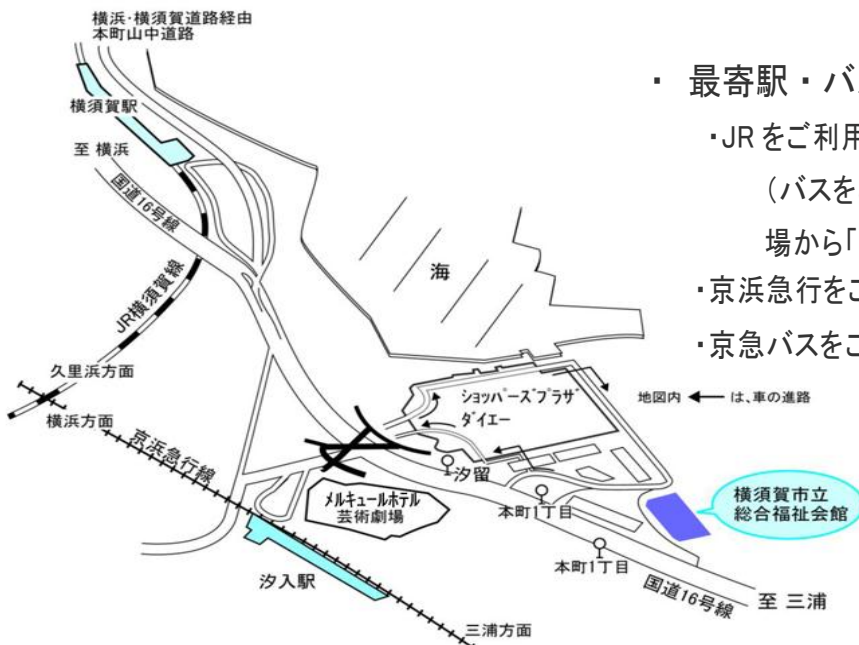 横浜・横須賀道路経由
本町山中道路
横須賀駅
至 横浜
国道16号線
JR横須賀線
久里浜方面
横浜方面
京浜急行線
海
ショッパーズプラザ
ダイエー
汐留
メルキュールホテル
芸術劇場
本町1丁目
本町1丁目
汐入駅
三浦方面
国道16号線
至 三浦
地図内 ← は、車の進路
横須賀市立
総合福祉会館
・ 最寄駅・バ
・JR をご利用
(バスを
場から「
・京浜急行をご
・京急バスをご